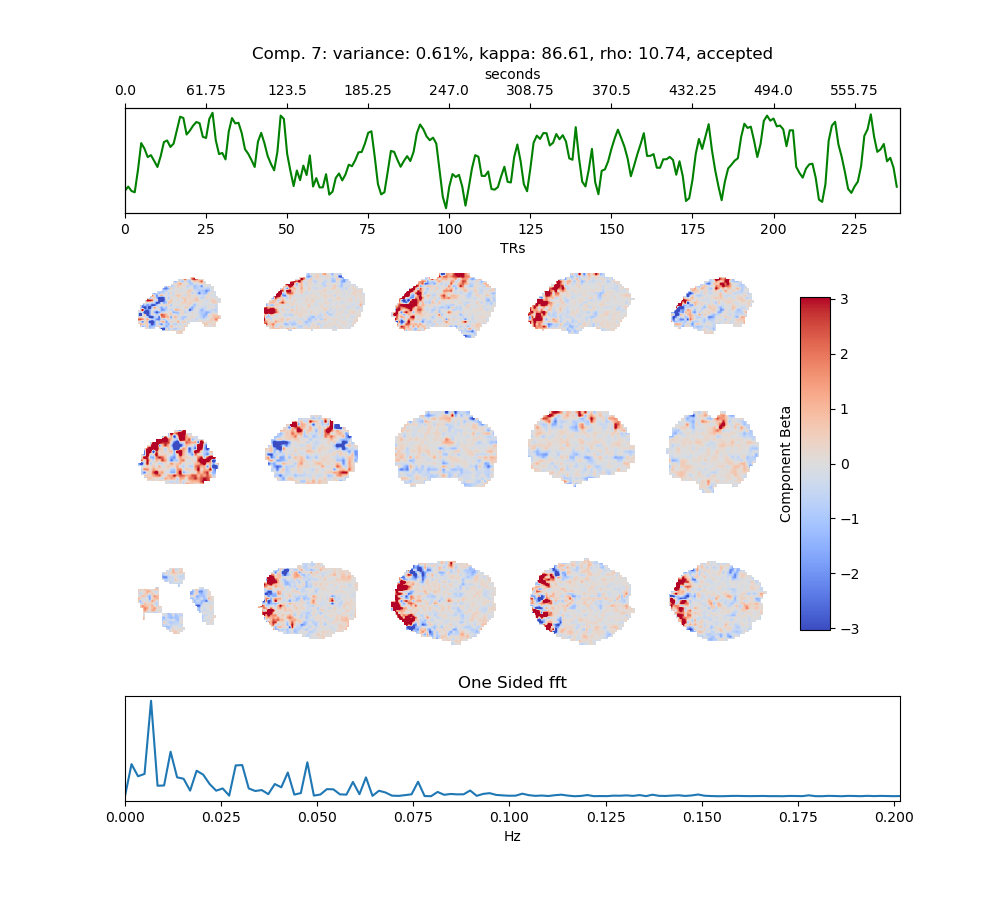 Comp. 7: variance: 0.61%, kappa: 86.61, rho: 10.74, accepted
seconds
0.0 61.75 123.5 185.25 247.0 308.75 370.5 432.25 494.0 555.75
0 25 50 75 100 125 150 175 200 225
TRs
3
2
1
0
−1
−2
−3
Component Beta
One Sided fft
0.000 0.025 0.050 0.075 0.100 0.125 0.150 0.175 0.200
Hz